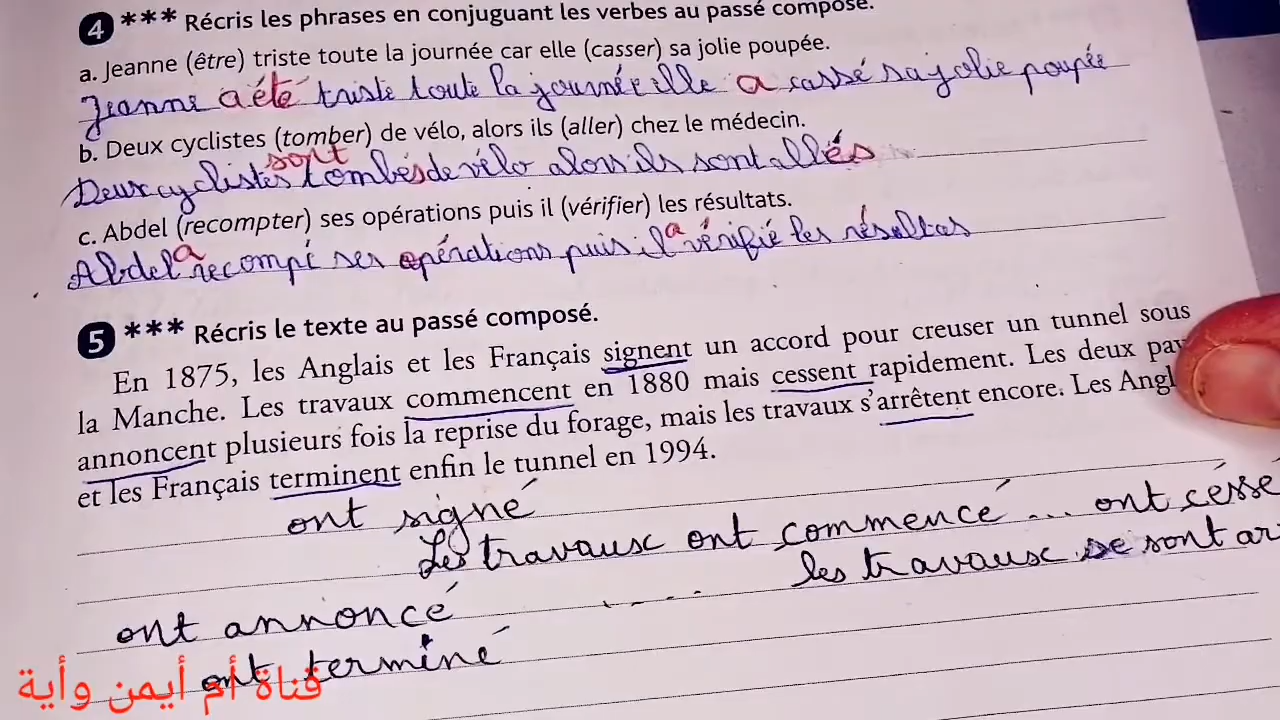 4 *** Récris les phrases en conjuguant les verbes au passé composé.
a. Jeanne (être) triste toute la journée car elle (casser) sa jolie poupée.
Jeanne a été triste toute la journée elle a cassé sa jolie poupée
b. Deux cyclistes (tomber) de vélo, alors ils (aller) chez le médecin.
sont
Deux cyclistes tombés de vélo alors ils sont allés
c. Abdel (recompter) ses opérations puis il (vérifier) les résultats.
Abdel a recompé ses opérations puis il a vérifié les résultas
5 *** Récris le texte au passé composé.
En 1875, les Anglais et les Français signent un accord pour creuser un tunnel sous
la Manche. Les travaux commencent en 1880 mais cessent rapidement. Les deux pay
annoncent plusieurs fois la reprise du forage, mais les travaux s'arrêtent encore. Les Angl
et les Français terminent enfin le tunnel en 1994.
ont signé
Les travaux ont commencé ... ont céssé
les travaux se sont ar
ont annoncé ....
ont terminé
قناة أم أيمن وأية